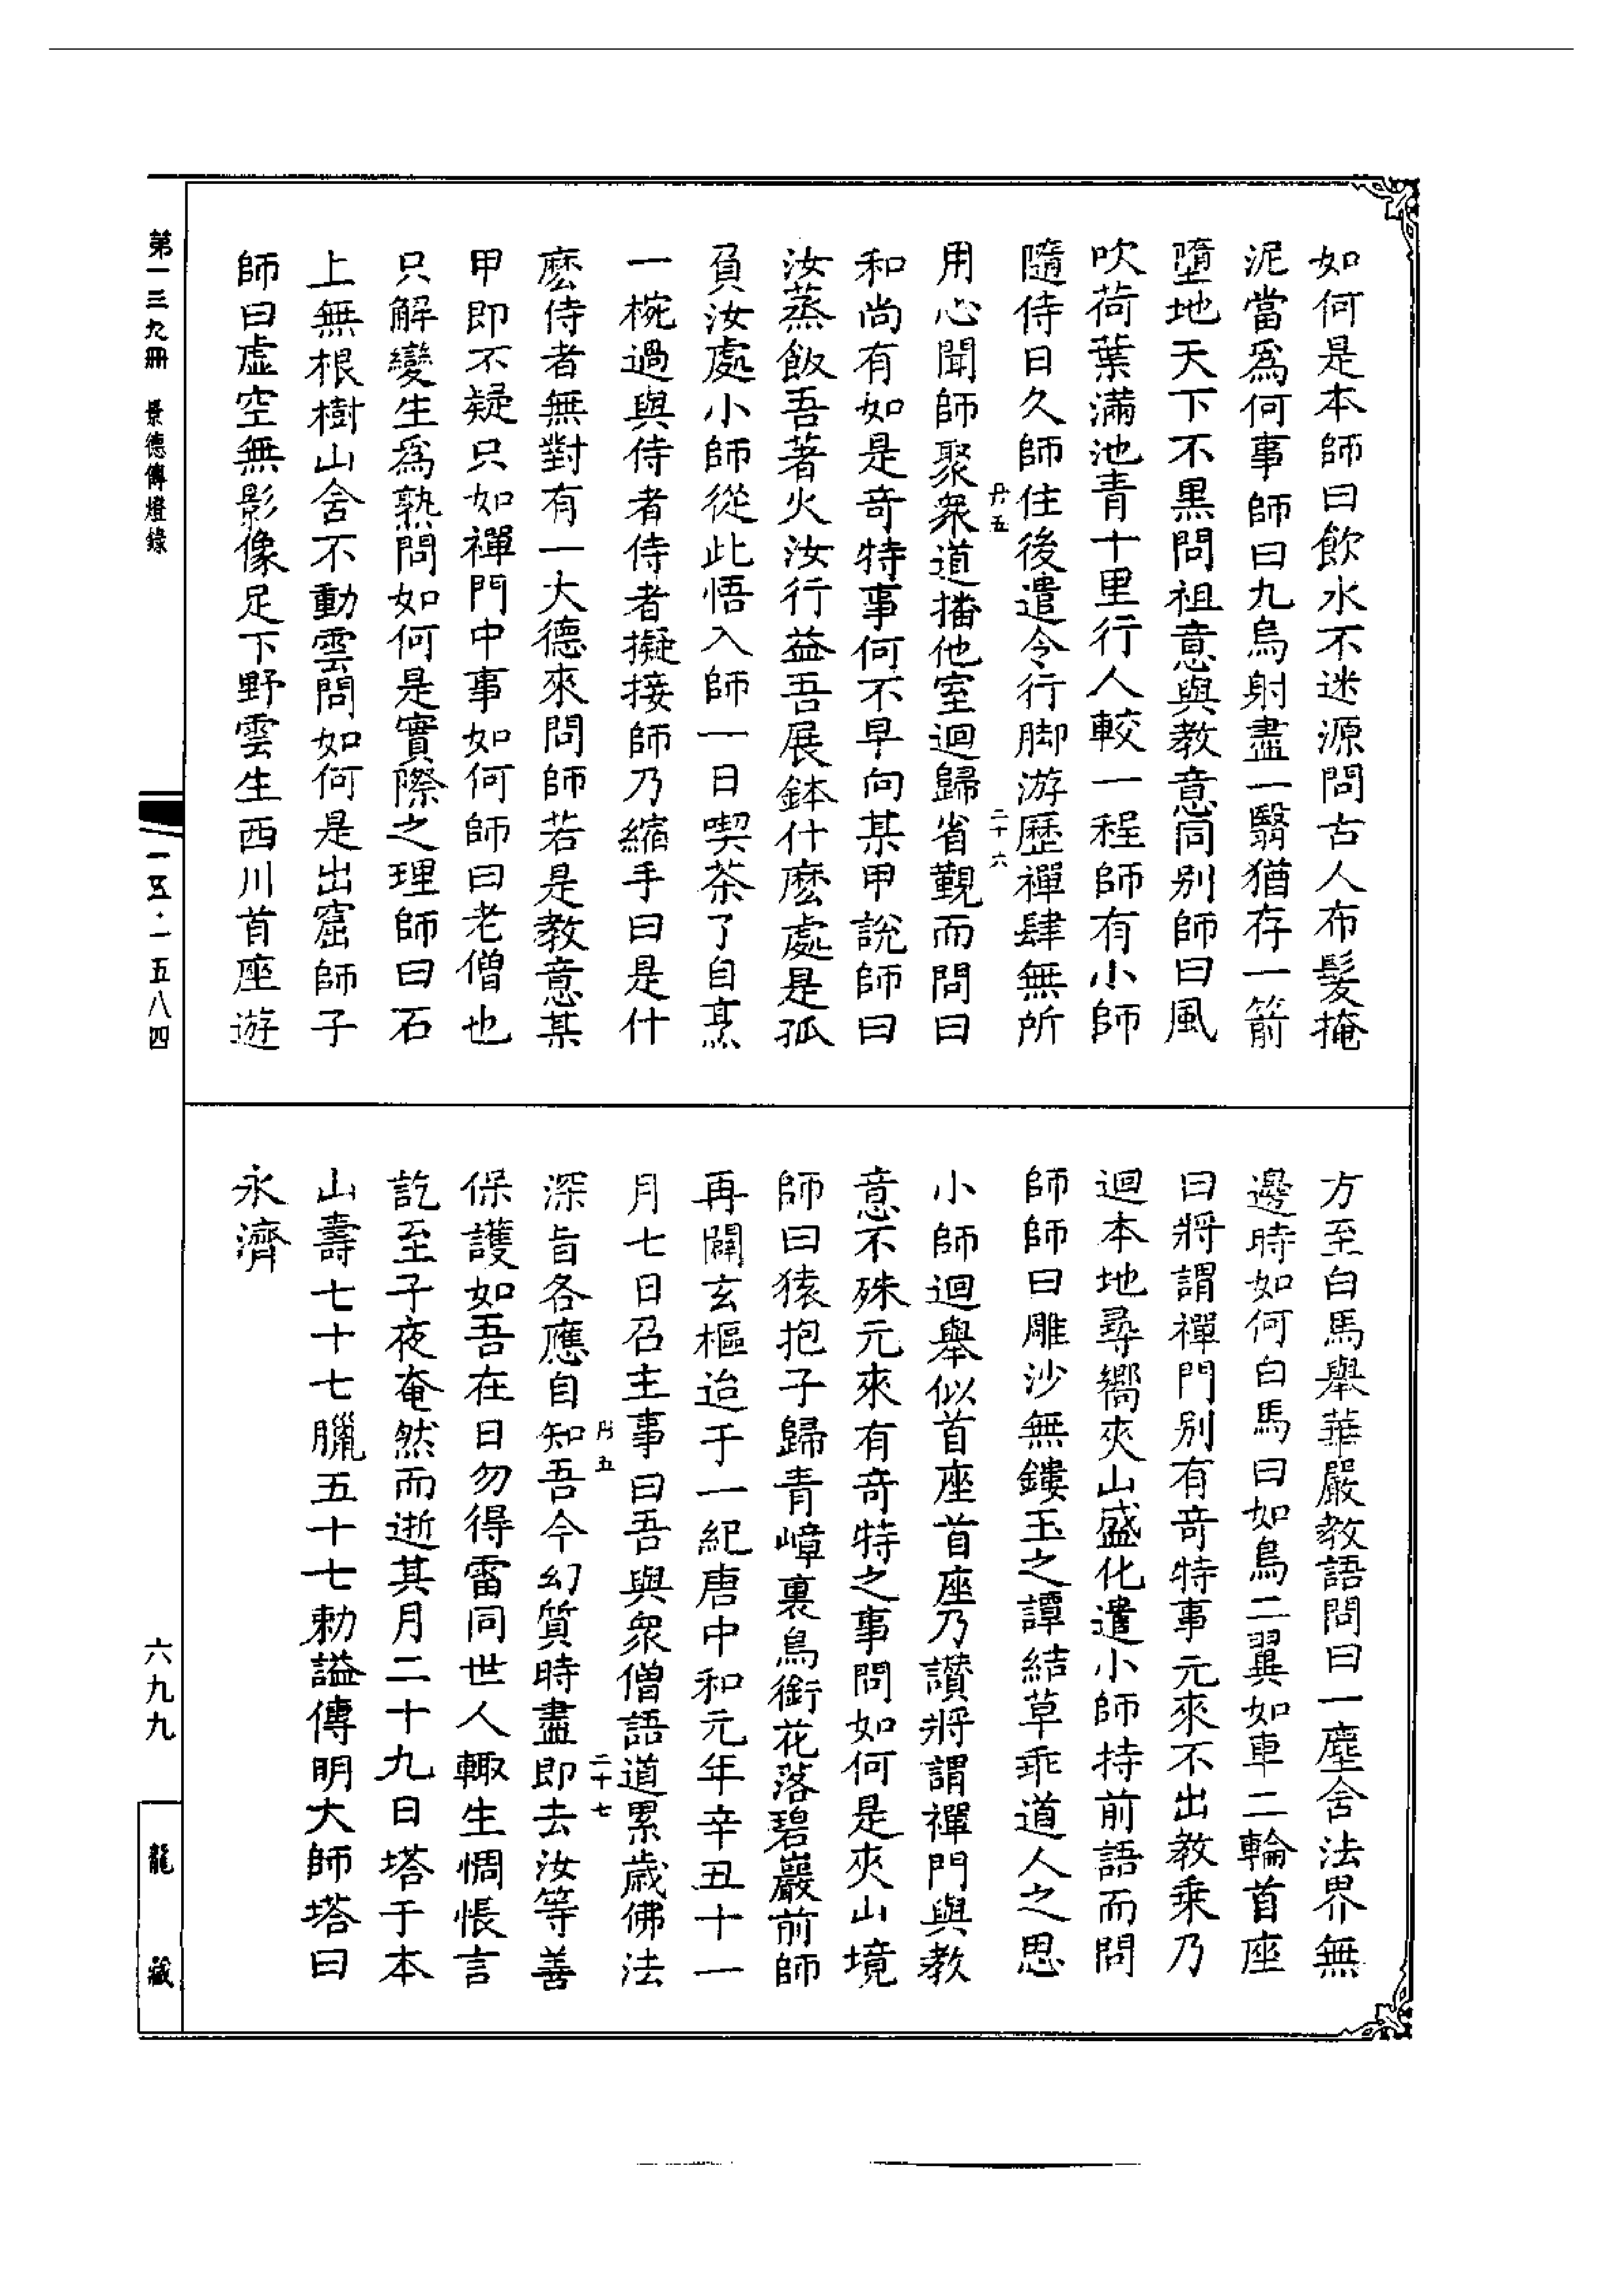 如何是本師曰飲水不迷源問古人布髮掩
泥當爲何事師曰九烏射盡一翳猶存一箭
墮地天下不黑問祖意與教意同別師曰風
吹荷葉滿池青十里行人較一程師有小師
隨侍日久師住後遣令行脚游歷禪肆無所
丹五
二十六
用心聞師聚衆道播他室迴歸省覲而問曰
和尚有如是奇特事何不早向某甲說師曰
汝蒸飯吾著火汝行益吾展鉢什麽處是孤
負汝處小師從此悟入師一日喫茶了自烹
一椀過與侍者侍者擬接師乃縮手曰是什
麽侍者無對有一大德來問師若是教意某
甲即不疑只如禪門中事如何師曰老僧也
只解變生爲熟問如何是實際之理師曰石
上無根樹山含不動雲問如何是出窟師子
師曰虛空無影像足下野雲生西川首座遊
方至白馬舉華嚴教語問曰一塵含法界無
邊時如何白馬曰如鳥二翼如車二輪首座
曰將謂禪門別有奇特事元來不出教乘乃
迴本地尋嚮夾山盛化遣小師持前語而問
師師曰雕沙無鏤玉之譚結草乖道人之思
小師迴舉似首座首座乃讚將謂禪門與教
意不殊元來有奇特之事問如何是夾山境
師曰猿抱子歸青嶂裏鳥銜花落碧巖前師
再闢玄樞迨于一紀唐中和元年辛丑十一
月七日召主事曰吾與眾僧語道累歲佛法
丹五
二十七
深旨各應自知吾今幻質時盡即去汝等善
保護如吾在日勿得雷同世人輙生惆悵言
訖至子夜奄然而逝其月二十九日塔于本
山壽七十七臘五十七勅謚傳明大師塔曰
永濟
第一三九冊 景德傳燈錄
一五·一五八四
六九九
龍藏